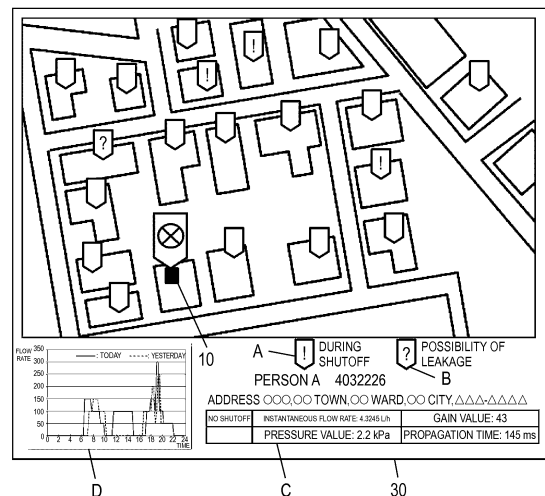 !
!
!
?
!
10
A ! DURING SHUTOFF
? POSSIBILITY OF LEAKAGE
B
PERSON A 4032226
ADDRESS ○○○,○○ TOWN,○○ WARD,○○ CITY,△△△-△△△△
NO SHUTOFF INSTANTANEOUS FLOW RATE: 4.3245 L/h GAIN VALUE: 43
PRESSURE VALUE: 2.2 kPa PROPAGATION TIME: 145 ms
FLOW RATE
350
300
250
200
150
100
50
0
: TODAY : YESTERDAY
0 2 4 6 8 10 12 14 16 18 20 22 24
TIME
D C 30